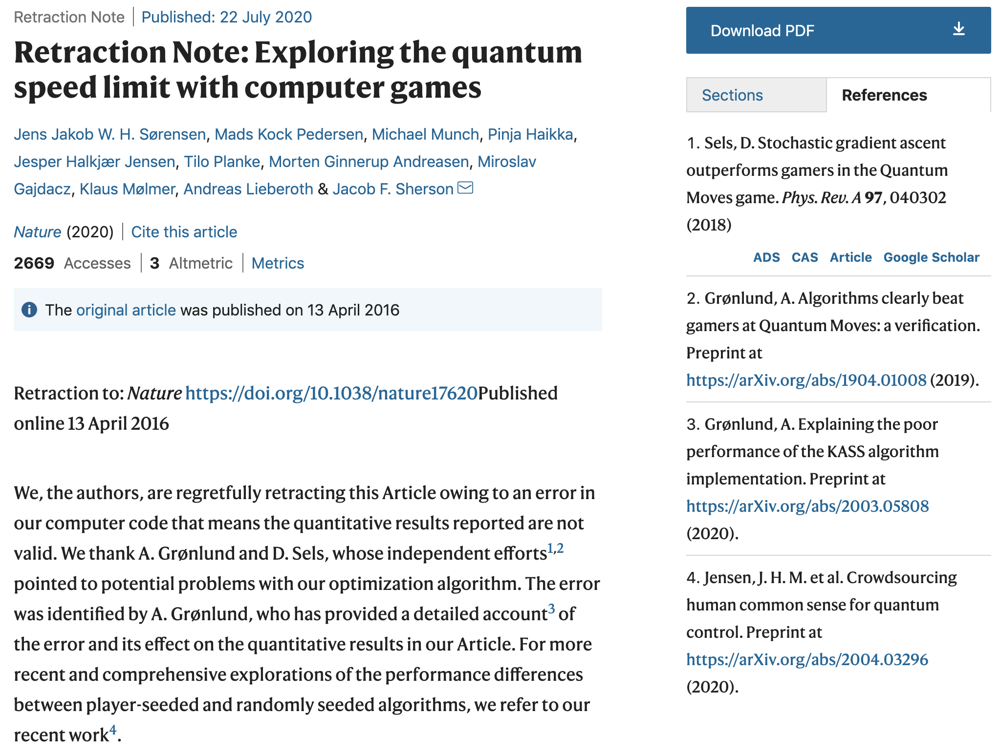 Retraction Note | Published: 22 July 2020
Retraction Note: Exploring the quantum
speed limit with computer games
Jens Jakob W. H. Sørensen, Mads Kock Pedersen, Michael Munch, Pinja Haikka,
Jesper Halkjær Jensen, Tilo Planke, Morten Ginnerup Andreasen, Miroslav
Gajdacz, Klaus Mølmer, Andreas Lieberoth & Jacob F. Sherson
Nature (2020) | Cite this article
2669 Accesses | 3 Altmetric | Metrics
The original article was published on 13 April 2016
Retraction to: Nature https://doi.org/10.1038/nature17620Published
online 13 April 2016
We, the authors, are regretfully retracting this Article owing to an error in
our computer code that means the quantitative results reported are not
valid. We thank A. Grønlund and D. Sels, whose independent efforts1,2
pointed to potential problems with our optimization algorithm. The error
was identified by A. Grønlund, who has provided a detailed account3 of
the error and its effect on the quantitative results in our Article. For more
recent and comprehensive explorations of the performance differences
between player-seeded and randomly seeded algorithms, we refer to our
recent work4.
Download PDF
Sections References
1. Sels, D. Stochastic gradient ascent
outperforms gamers in the Quantum
Moves game. Phys. Rev. A 97, 040302
(2018)
ADS CAS Article Google Scholar
2. Grønlund, A. Algorithms clearly beat
gamers at Quantum Moves: a verification.
Preprint at
https://arXiv.org/abs/1904.01008 (2019).
3. Grønlund, A. Explaining the poor
performance of the KASS algorithm
implementation. Preprint at
https://arXiv.org/abs/2003.05808
(2020).
4. Jensen, J. H. M. et al. Crowdsourcing
human common sense for quantum
control. Preprint at
https://arXiv.org/abs/2004.03296
(2020).